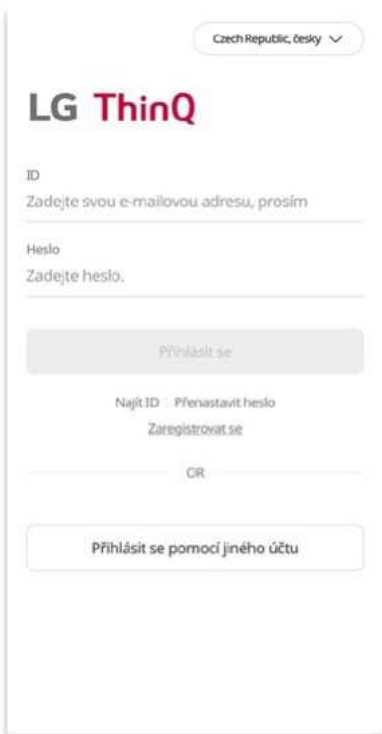 Czech Republic, česky
LG ThinQ
ID
Zadejte svou e-mailovou adresu, prosím
Heslo
Zadejte heslo.
Přihlásit se
Najít ID Přenastavit heslo
Zaregistrovat se
OR
Přihlásit se pomocí jiného účtu